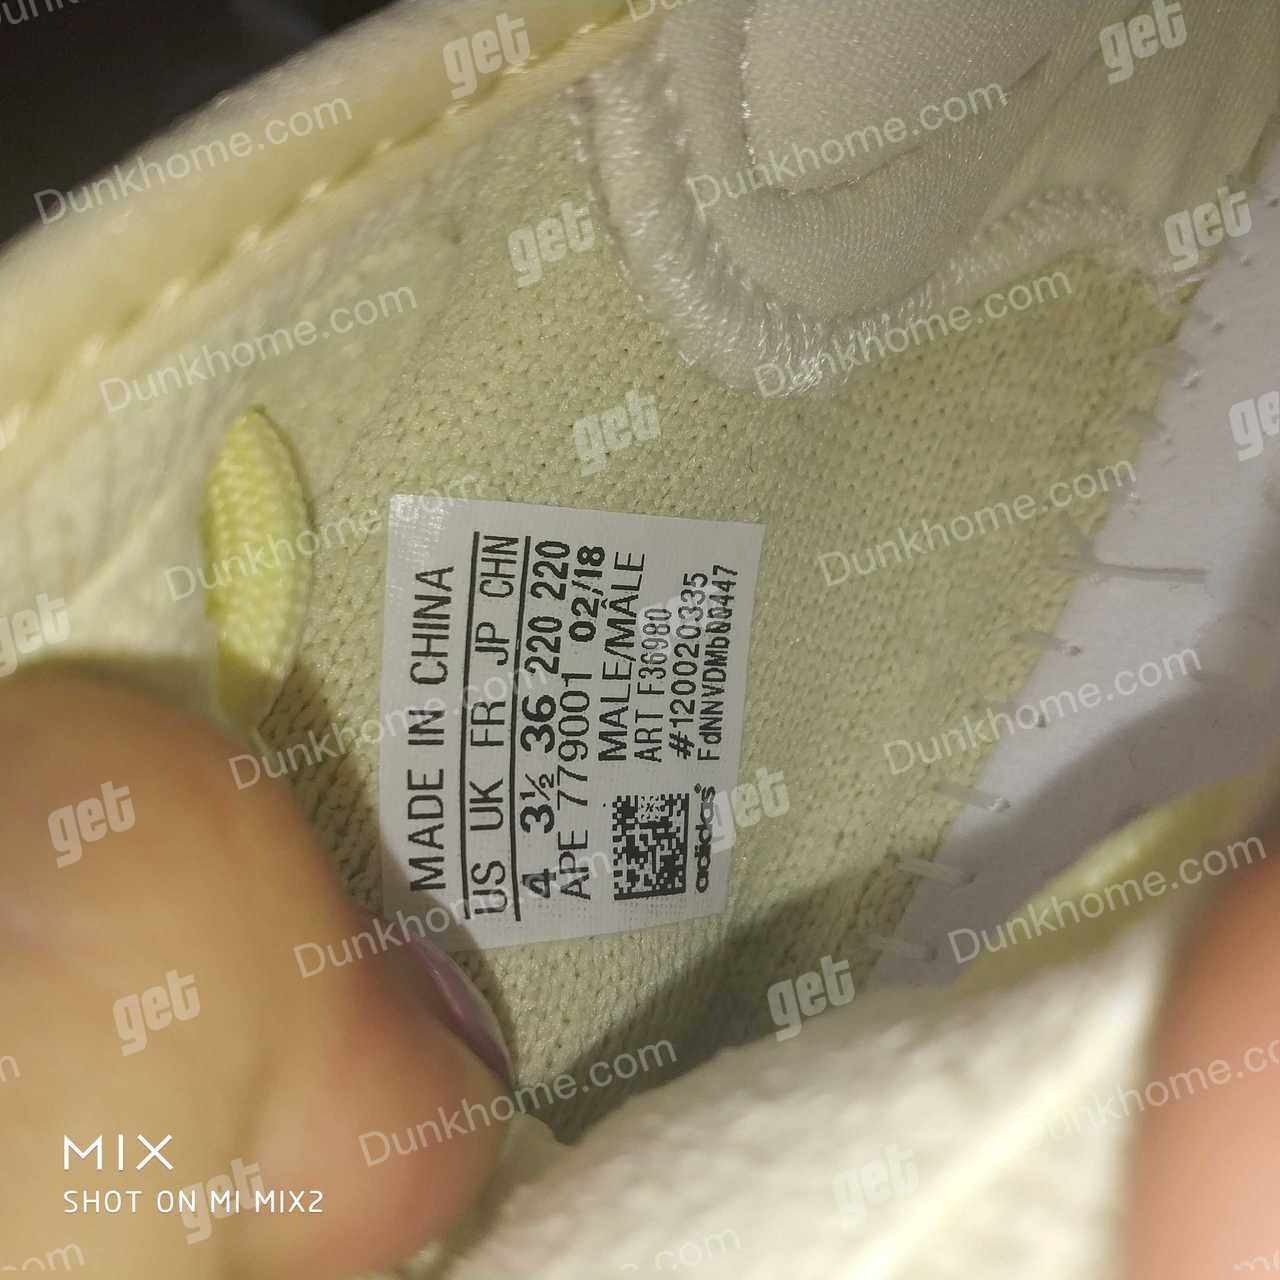 MADE IN CHINA
US UK FR JP CHN
4 3½ 36 220 220
APE 779001 02/18
MALE/MÂLE
ART F36980
#120020335
FdNNVDMb00447
adidas
get
Dunkhome.com
MIX
SHOT ON MI MIX2